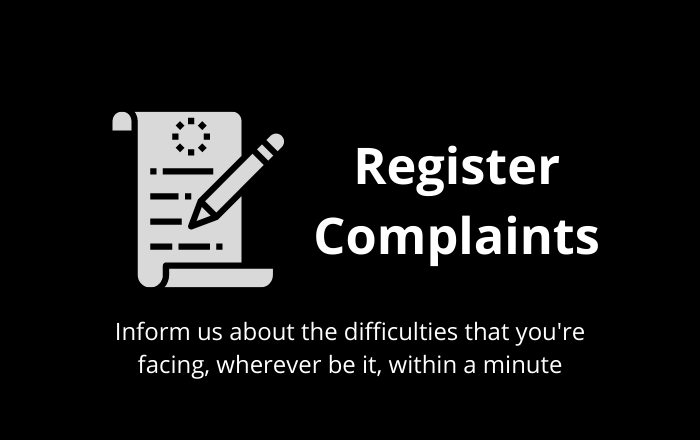 Register
Complaints
Inform us about the difficulties that you're
facing, wherever be it, within a minute